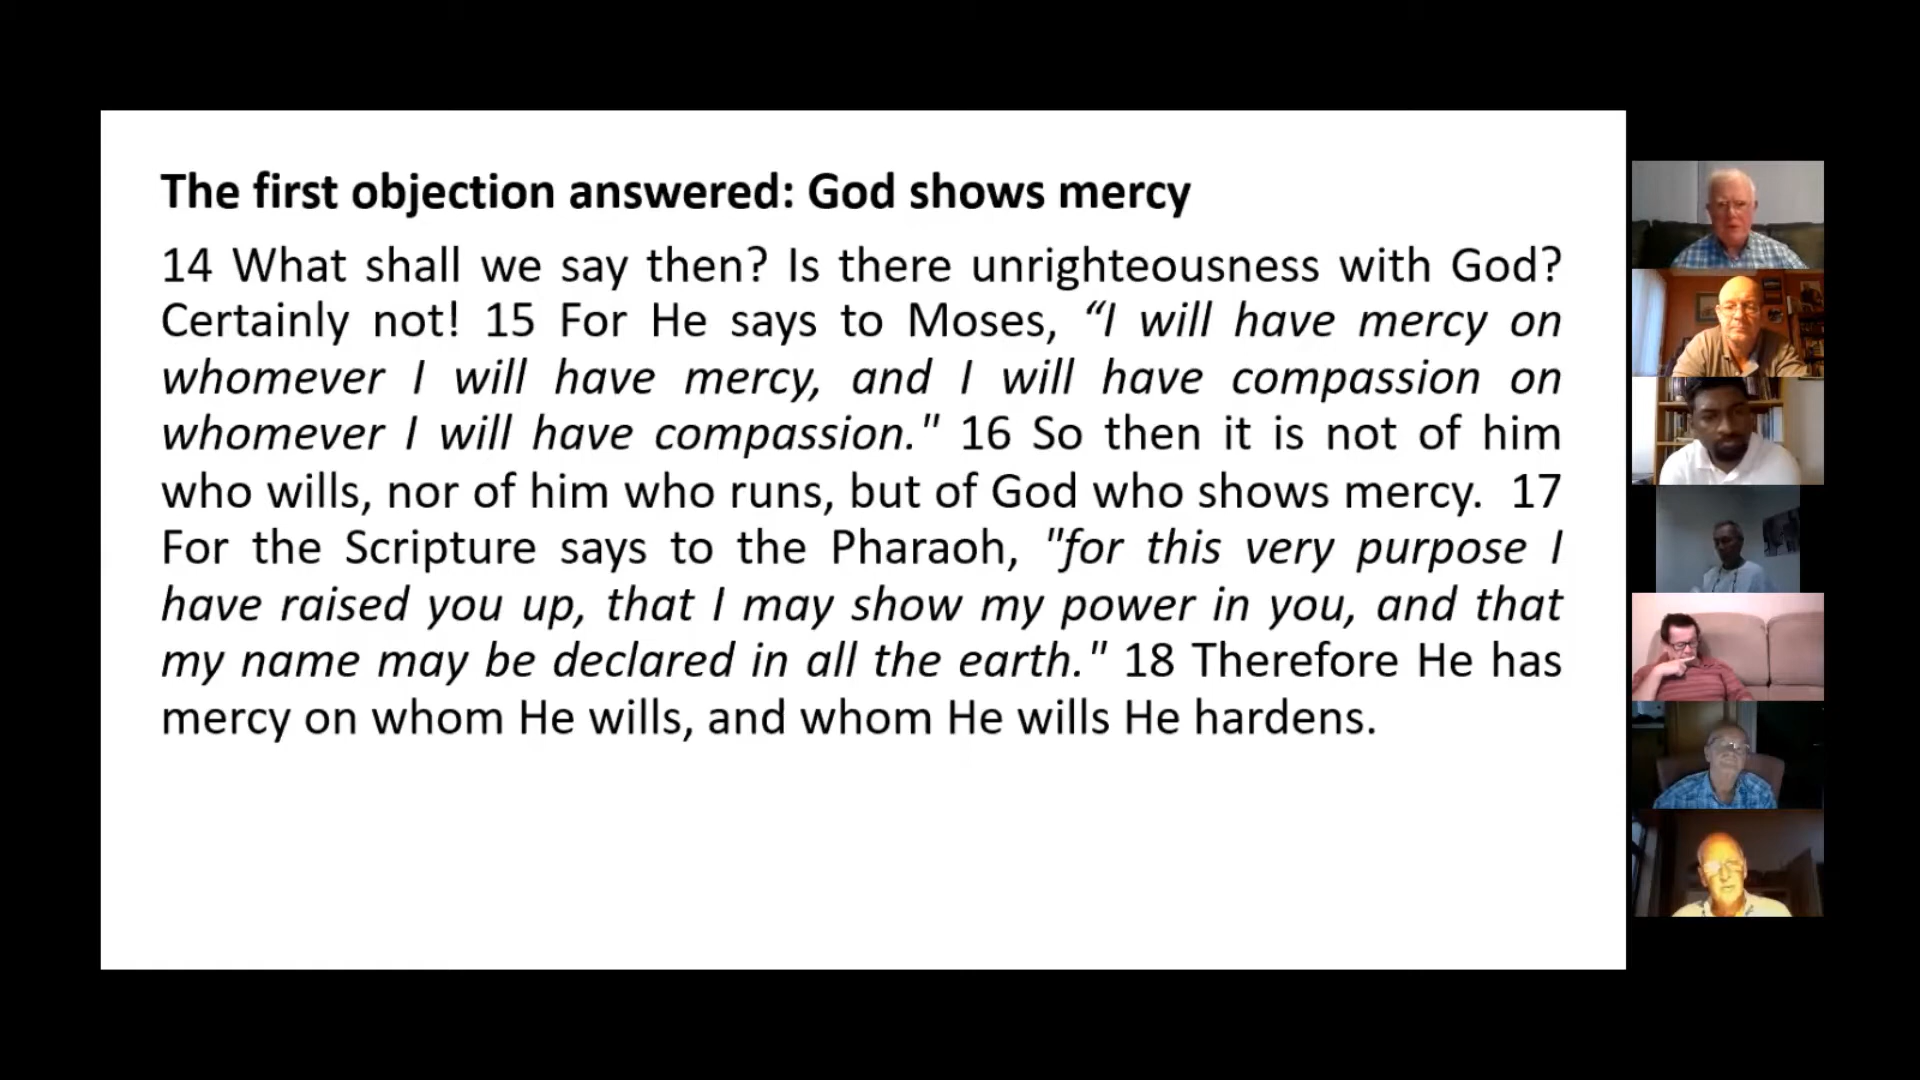 The first objection answered: God shows mercy
14 What shall we say then? Is there unrighteousness with God?
Certainly not! 15 For He says to Moses, “I will have mercy on
whomever I will have mercy, and I will have compassion on
whomever I will have compassion." 16 So then it is not of him
who wills, nor of him who runs, but of God who shows mercy.  17
For the Scripture says to the Pharaoh, "for this very purpose I
have raised you up, that I may show my power in you, and that
my name may be declared in all the earth." 18 Therefore He has
mercy on whom He wills, and whom He wills He hardens.